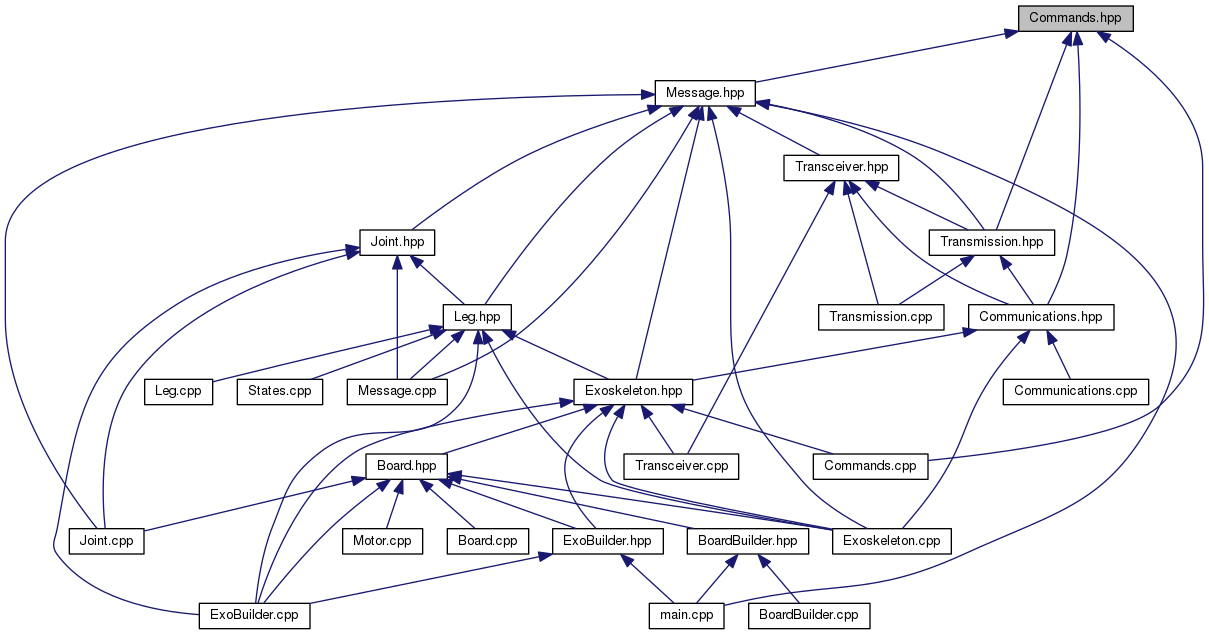 Commands.hpp
Message.hpp
Transceiver.hpp
Joint.hpp
Transmission.hpp
Leg.hpp
Transmission.cpp
Communications.hpp
Leg.cpp
States.cpp
Message.cpp
Exoskeleton.hpp
Communications.cpp
Board.hpp
Transceiver.cpp
Commands.cpp
Joint.cpp
Motor.cpp
Board.cpp
ExoBuilder.hpp
BoardBuilder.hpp
Exoskeleton.cpp
ExoBuilder.cpp
main.cpp
BoardBuilder.cpp